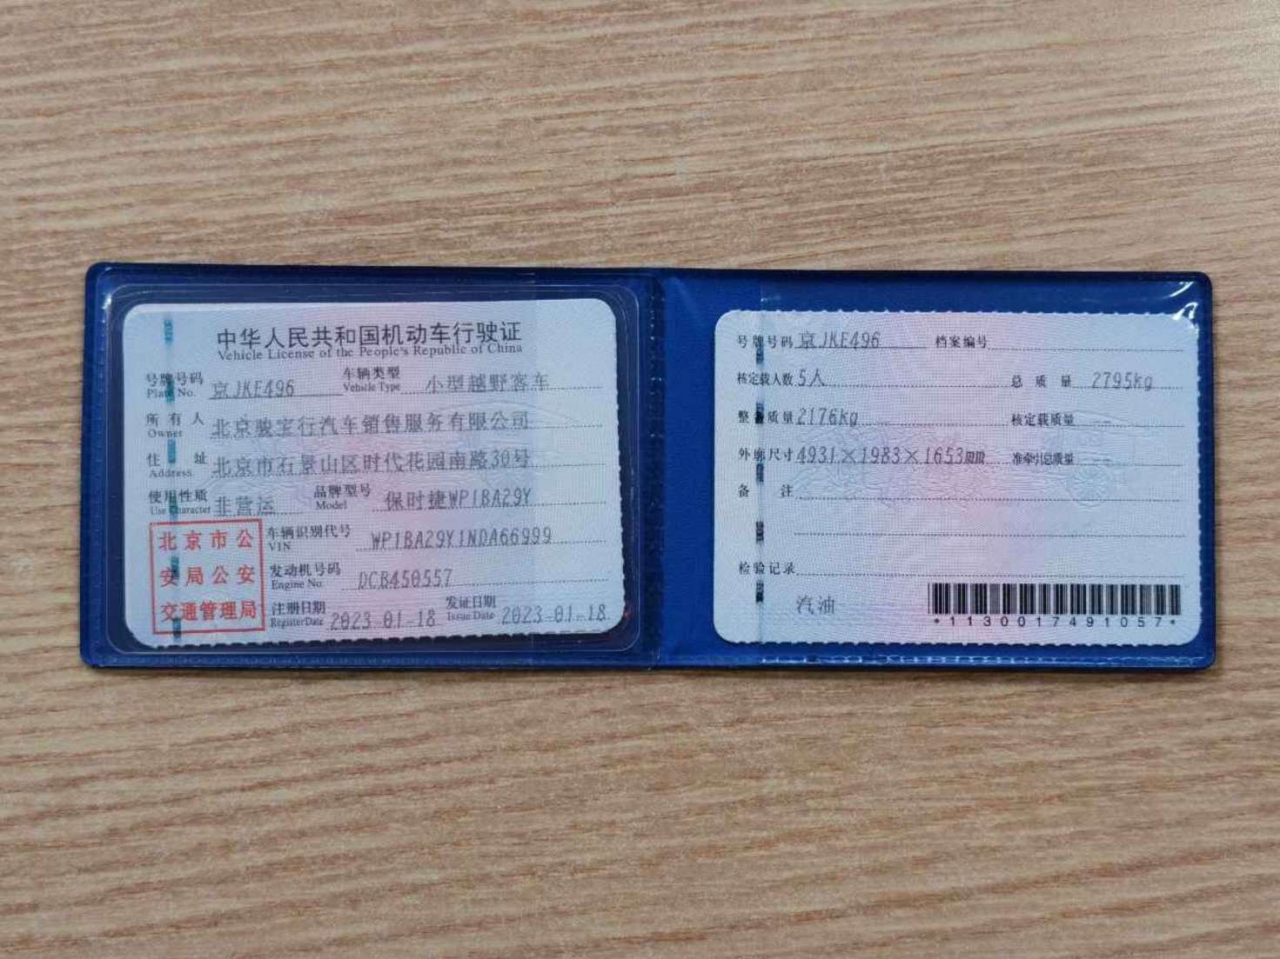 中华人民共和国机动车行驶证
Vehicle License of the People's Republic of China
号牌号码 京JKE496 车辆类型 小型越野客车
Plate No. Vehicle Type
所有人 北京骏宝行汽车销售服务有限公司
Owner
住址 北京市石景山区时代花园南路30号
Address
使用性质 非营运 品牌型号 保时捷WP1BA29Y
Use Character Model
北京市公
安局公安
交通管理局
车辆识别代号 WP1BA29Y1NDA66999
VIN
发动机号码 DCB450557
Engine No.
注册日期 2023-01-18 发证日期 2023-01-18
Register Date Issue Date
号牌号码 京JKE496 档案编号
核定载人数 5人 总质量 2795kg
整备质量 2176kg 核定载质量 --
外廓尺寸 4931×1983×1653mm 准牵引总质量 --
备注
检验记录
汽油
*1130017491057*